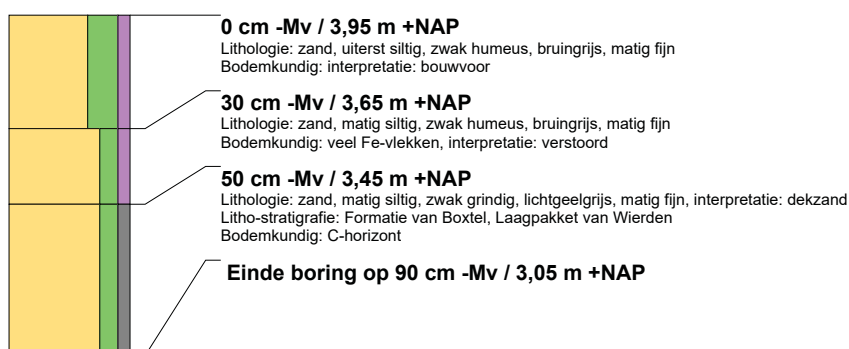 0 cm -Mv / 3,95 m +NAP
Lithologie: zand, uiterst siltig, zwak humeus, bruingrijs, matig fijn
Bodemkundig: interpretatie: bouwvoor
30 cm -Mv / 3,65 m +NAP
Lithologie: zand, matig siltig, zwak humeus, bruingrijs, matig fijn
Bodemkundig: veel Fe-vlekken, interpretatie: verstoord
50 cm -Mv / 3,45 m +NAP
Lithologie: zand, matig siltig, zwak grindig, lichtgeelgrijs, matig fijn, interpretatie: dekzand
Litho-stratigrafie: Formatie van Boxtel, Laagpakket van Wierden
Bodemkundig: C-horizont
Einde boring op 90 cm -Mv / 3,05 m +NAP